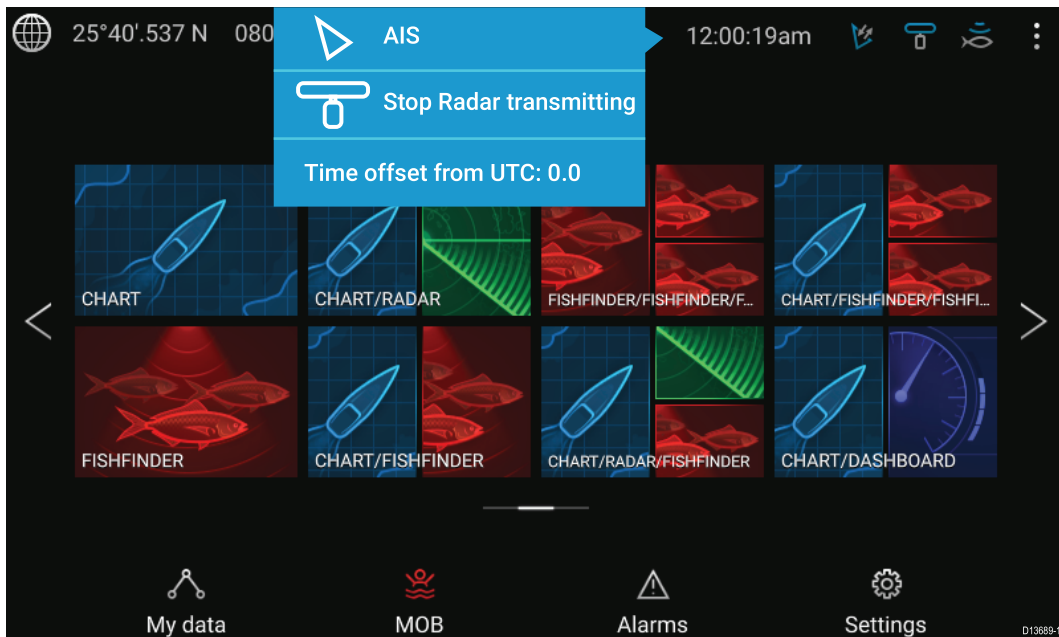 25°40'.537 N 080
AIS
12:00:19am
Stop Radar transmitting
Time offset from UTC: 0.0
CHART
CHART/RADAR
FISHFINDER/FISHFINDER/F...
CHART/FISHFINDER/FISHFI...
FISHFINDER
CHART/FISHFINDER
CHART/RADAR/FISHFINDER
CHART/DASHBOARD
My data
MOB
Alarms
Settings